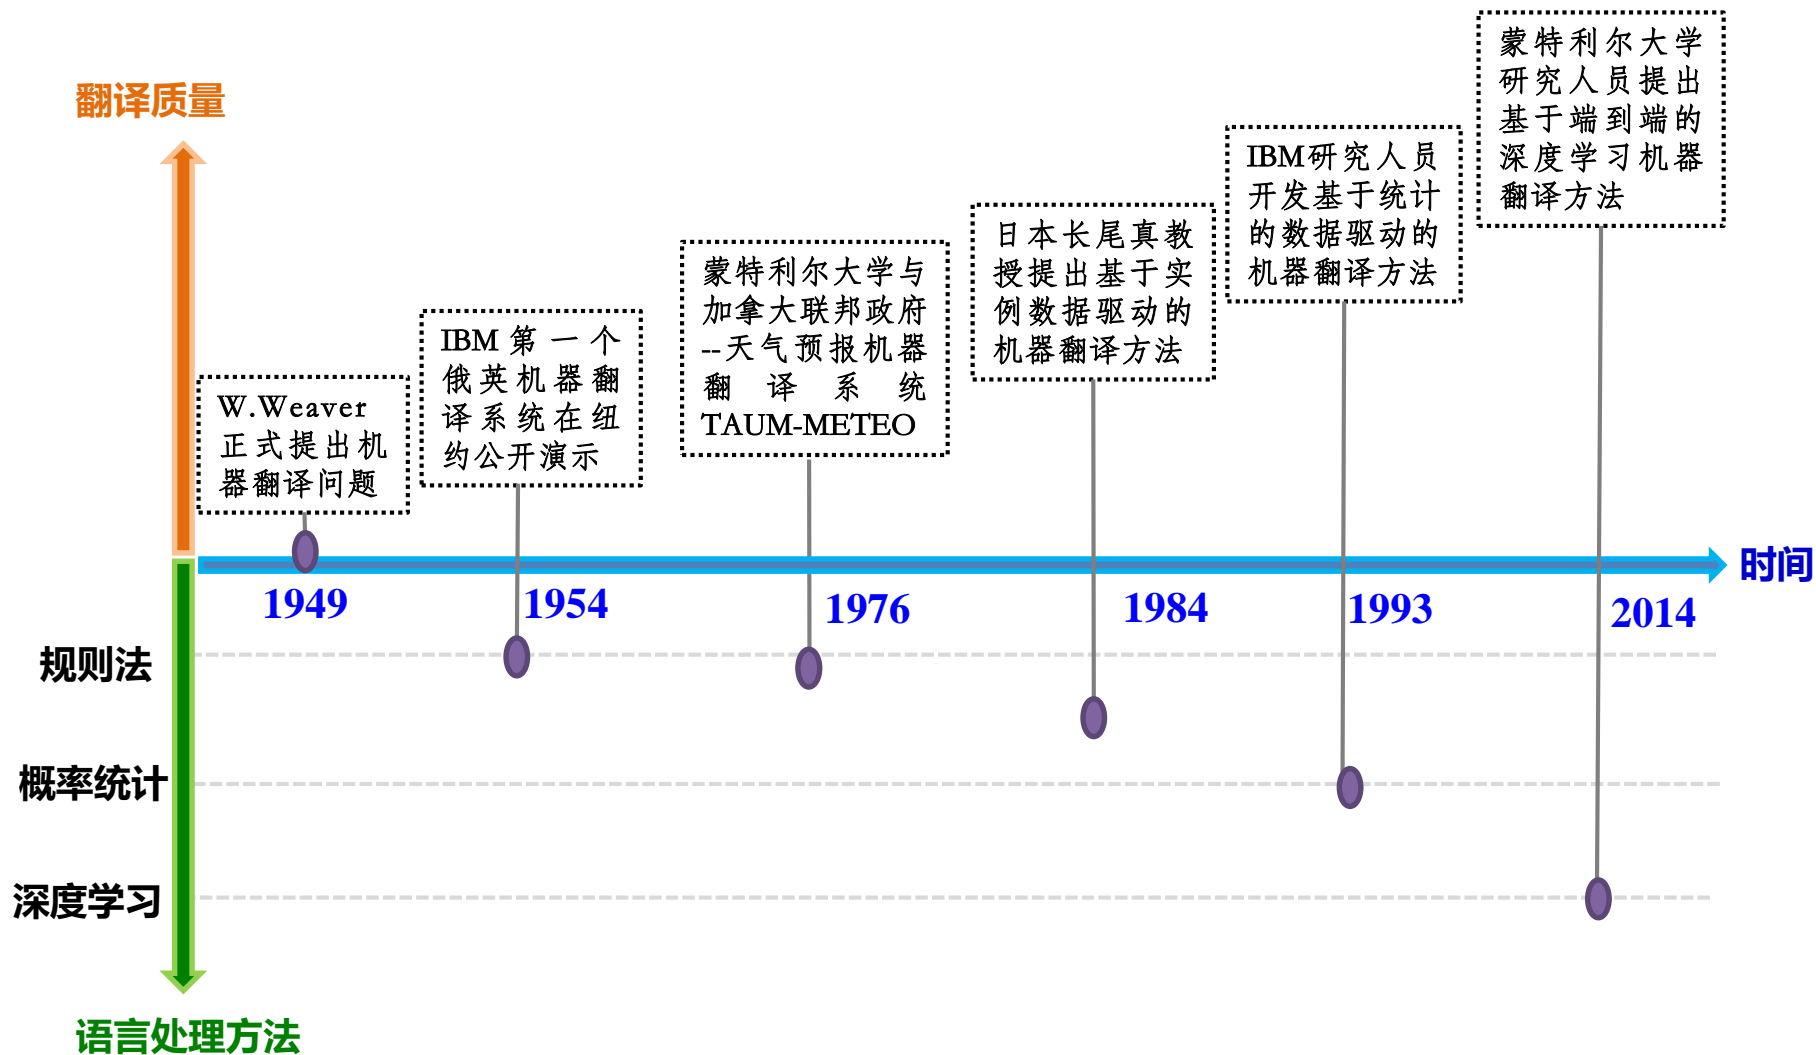 翻译质量
W.Weaver
正式提出机
器翻译问题
IBM 第一个
俄英机器翻
译系统在纽
约公开演示
蒙特利尔大学与
加拿大联邦政府
--天气预报机器
翻译系统
TAUM-METEO
日本长尾真教
授提出基于实
例数据驱动的
机器翻译方法
IBM研究人员
开发基于统计
的数据驱动的
机器翻译方法
蒙特利尔大学
研究人员提出
基于端到端的
深度学习机器
翻译方法
时间
1949
1954
1976
1984
1993
2014
规则法
概率统计
深度学习
语言处理方法